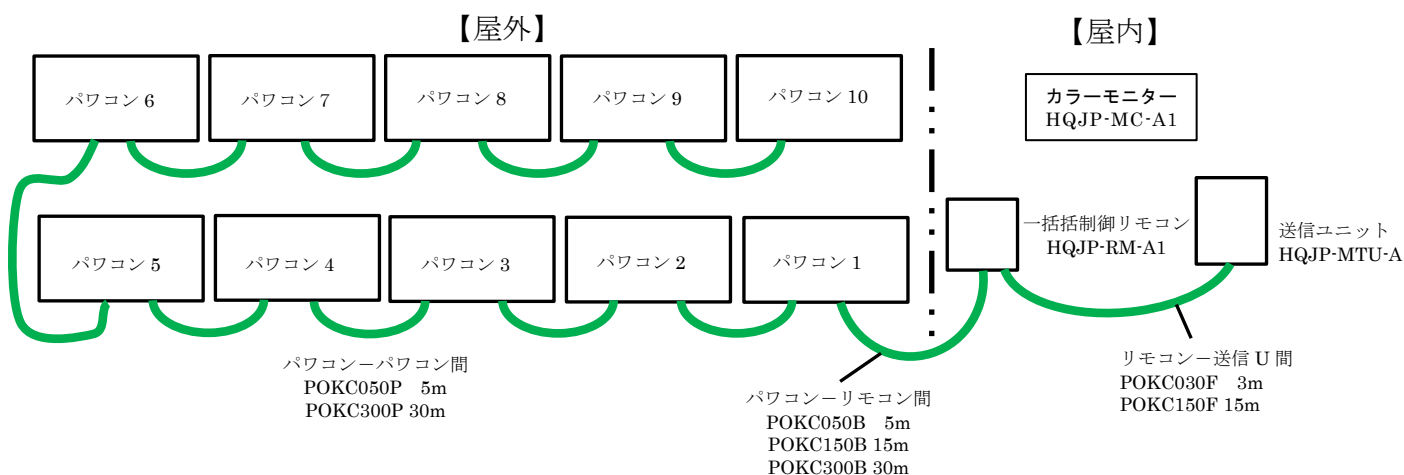 【屋外】
【屋内】
パワコン 6
パワコン 7
パワコン 8
パワコン 9
パワコン 10
カラーモニター
HQJP-MC-A1
パワコン 5
パワコン 4
パワコン 3
パワコン 2
パワコン 1
一括括制御リモコン
HQJP-RM-A1
送信ユニット
HQJP-MTU-A
パワコン－パワコン間
POKC050P 5m
POKC300P 30m
パワコン－リモコン間
POKC050B 5m
POKC150B 15m
POKC300B 30m
リモコン－送信 U 間
POKC030F 3m
POKC150F 15m